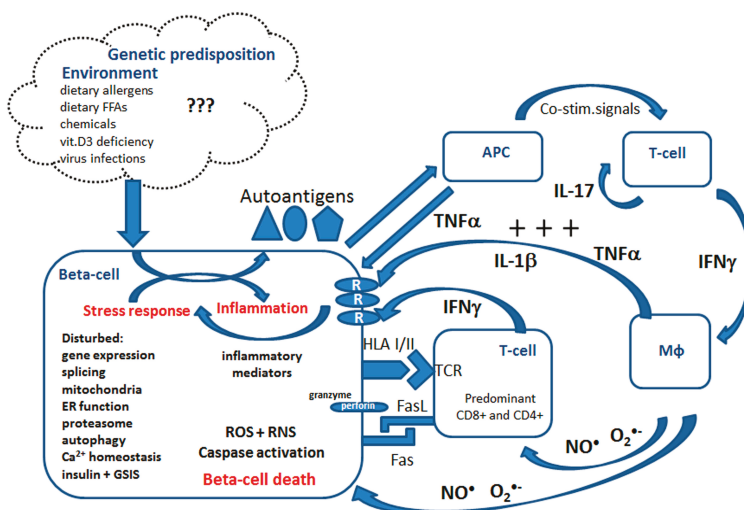 Genetic predisposition
Environment
dietary allergens
dietary FFAs
chemicals
vit.D3 deficiency
virus infections
???
Co-stim.signals
APC
T-cell
IL-17
Autoantigens
TNFα
+ + +
IL-1β
TNFα
IFNγ
Beta-cell
Stress response
Inflammation
R
R
R
IFNγ
Disturbed:
gene expression
splicing
mitochondria
ER function
proteasome
autophagy
Ca²⁺ homeostasis
insulin + GSIS
inflammatory
mediators
HLA I/II
TCR
T-cell
Predominant
CD8+ and CD4+
Mϕ
granzyme
perforin
FasL
Fas
ROS + RNS
Caspase activation
Beta-cell death
NO• O₂•-
NO• O₂•-